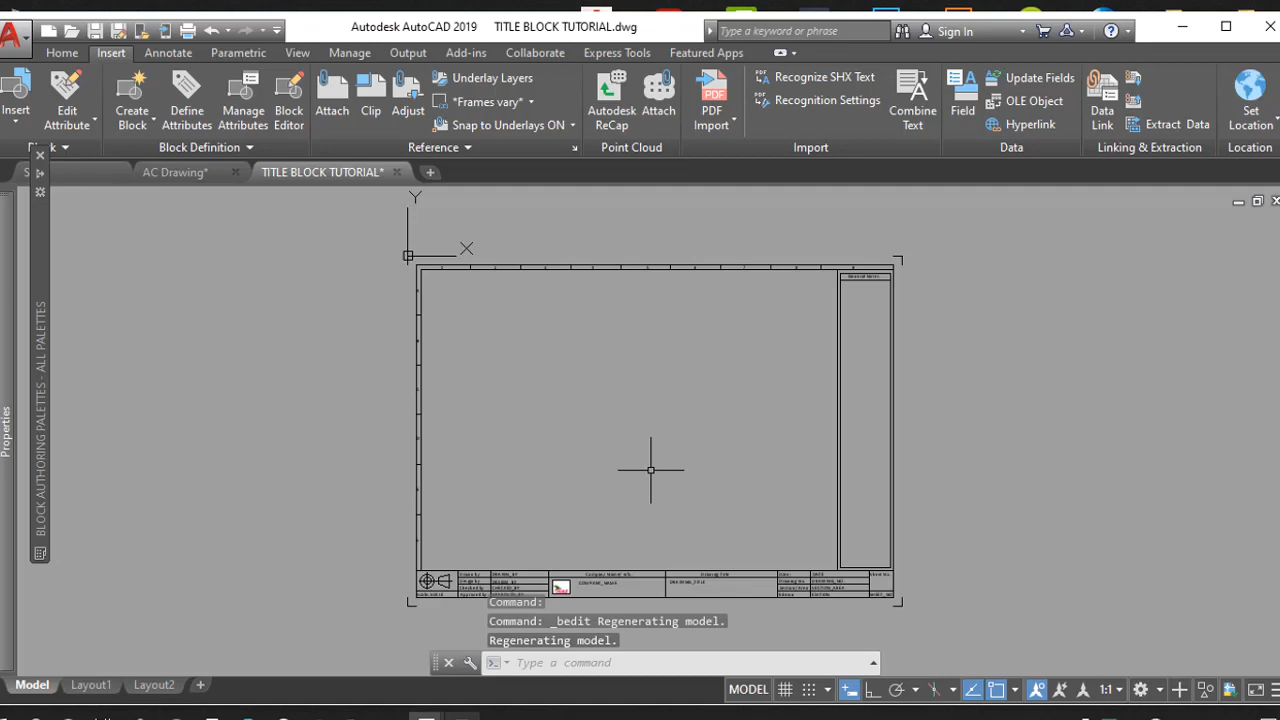 Autodesk AutoCAD 2019 TITLE BLOCK TUTORIAL.dwg
Type a keyword or phrase
Sign In
Home Insert Annotate Parametric View Manage Output Add-ins Collaborate Express Tools Featured Apps
Insert
Edit Attribute
Create Block
Define Attributes
Manage Attributes
Block Editor
Attach
Clip
Adjust
Underlay Layers
*Frames vary*
Snap to Underlays ON
Autodesk ReCap
Attach
PDF Import
Recognize SHX Text
Recognition Settings
Combine Text
Field
Update Fields
OLE Object
Hyperlink
Data Link
Extract Data
Set Location
Block Definition Reference Point Cloud Import Data Linking & Extraction Location
AC Drawing* TITLE BLOCK TUTORIAL*
Y
X
BLOCK AUTHORING PALETTES - ALL PALETTES
Properties
Drawing Title
COMPANY_NAME
DRAWING_TITLE
Command:
Command: _bedit Regenerating model.
Regenerating model.
Type a command
Model Layout1 Layout2
MODEL
1:1